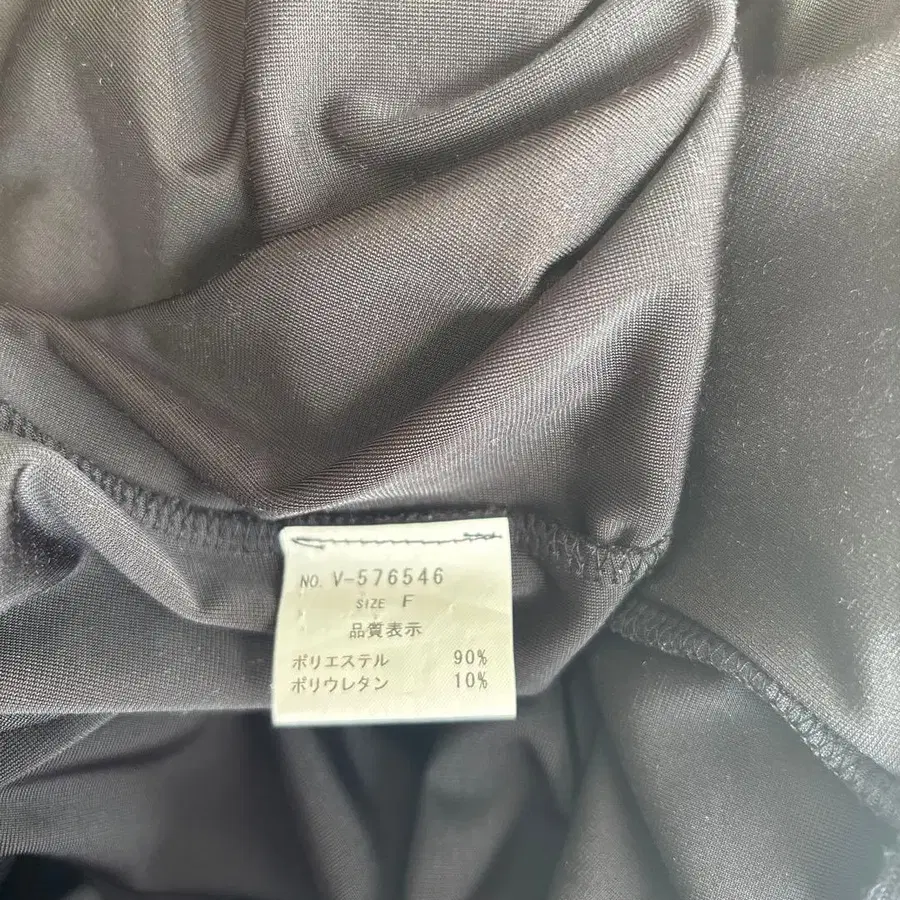 NO. V-576546
SIZE F
品質表示
ポリエステル 90%
ポリウレタン 10%